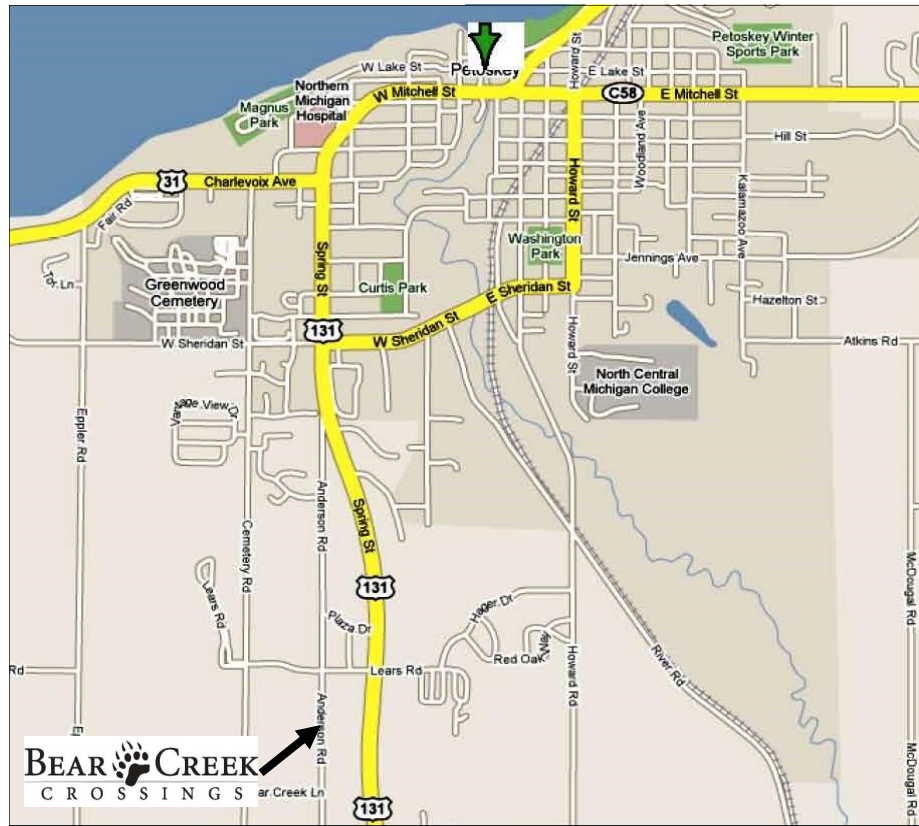 Petoskey Winter
Sports Park
Howard St
W Lake St
Petoskey
E Lake St
Northern
Michigan
Hospital
Magnus
Park
W Mitchell St
C58
E Mitchell St
Hill St
Woodland Ave
31
Charlevoix Ave
Fair Rd
Howard St
Kalamazoo Ave
Washington
Park
Jennings Ave
Spring St
Tor Ln
Greenwood
Cemetery
Curtis Park
E Sheridan St
Hazelton St
131
W Sheridan St
W Sheridan St
Howard St
Atkins Rd
North Central
Michigan College
Eppler Rd
View Dr
Anderson Rd
Spring St
Cemetery Rd
McDougal Rd
131
Lears Rd
Plaza Dr
Hager Dr
Red Oak
Way
Rd
Lears Rd
Howard Rd
River Rd
Anderson Rd
McDougal Rd
BEAR CREEK
CROSSINGS
ar Creek Ln
131